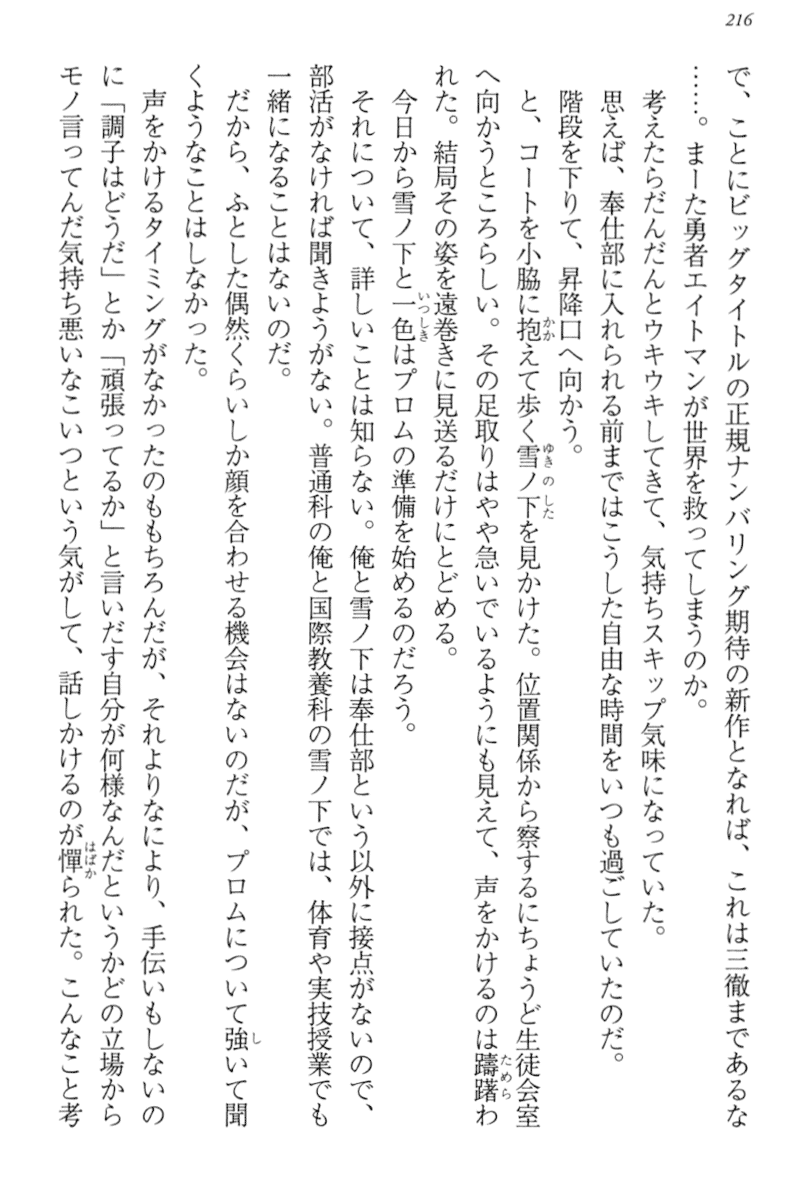 216
で、ことにビッグタイトルの正規ナンバリング期待の新作となれば、これは三徹まであるな
……。まーた勇者エイトマンが世界を救ってしまうのか。
考えたらだんだんとウキウキしてきて、気持ちスキップ気味になっていた。
思えば、奉仕部に入れられる前まではこうした自由な時間をいつも過ごしていたのだ。
階段を下りて、昇降口へ向かう。
と、コートを小脇に抱えて歩く雪ノ下を見かけた。位置関係から察するにちょうど生徒会室
かか
ゆきのした
へ向かうところらしい。その足取りはやや急いでいるようにも見えて、声をかけるのは躊躇わ
ためら
れた。結局その姿を遠巻きに見送るだけにとどめる。
今日から雪ノ下と一色はプロムの準備を始めるのだろう。
いつしき
それについて、詳しいことは知らない。俺と雪ノ下は奉仕部という以外に接点がないので、
部活がなければ聞きようがない。普通科の俺と国際教養科の雪ノ下では、体育や実技授業でも
一緒になることはないのだ。
だから、ふとした偶然くらいしか顔を合わせる機会はないのだが、プロムについて強いて聞
し
くようなことはしなかった。
声をかけるタイミングがなかったのももちろんだが、それよりなにより、手伝いもしないの
に「調子はどうだ」とか「頑張ってるか」と言いだす自分が何様なんだというかどの立場から
モノ言ってんだ気持ち悪いなこいつという気がして、話しかけるのが憚られた。こんなこと考
はばか